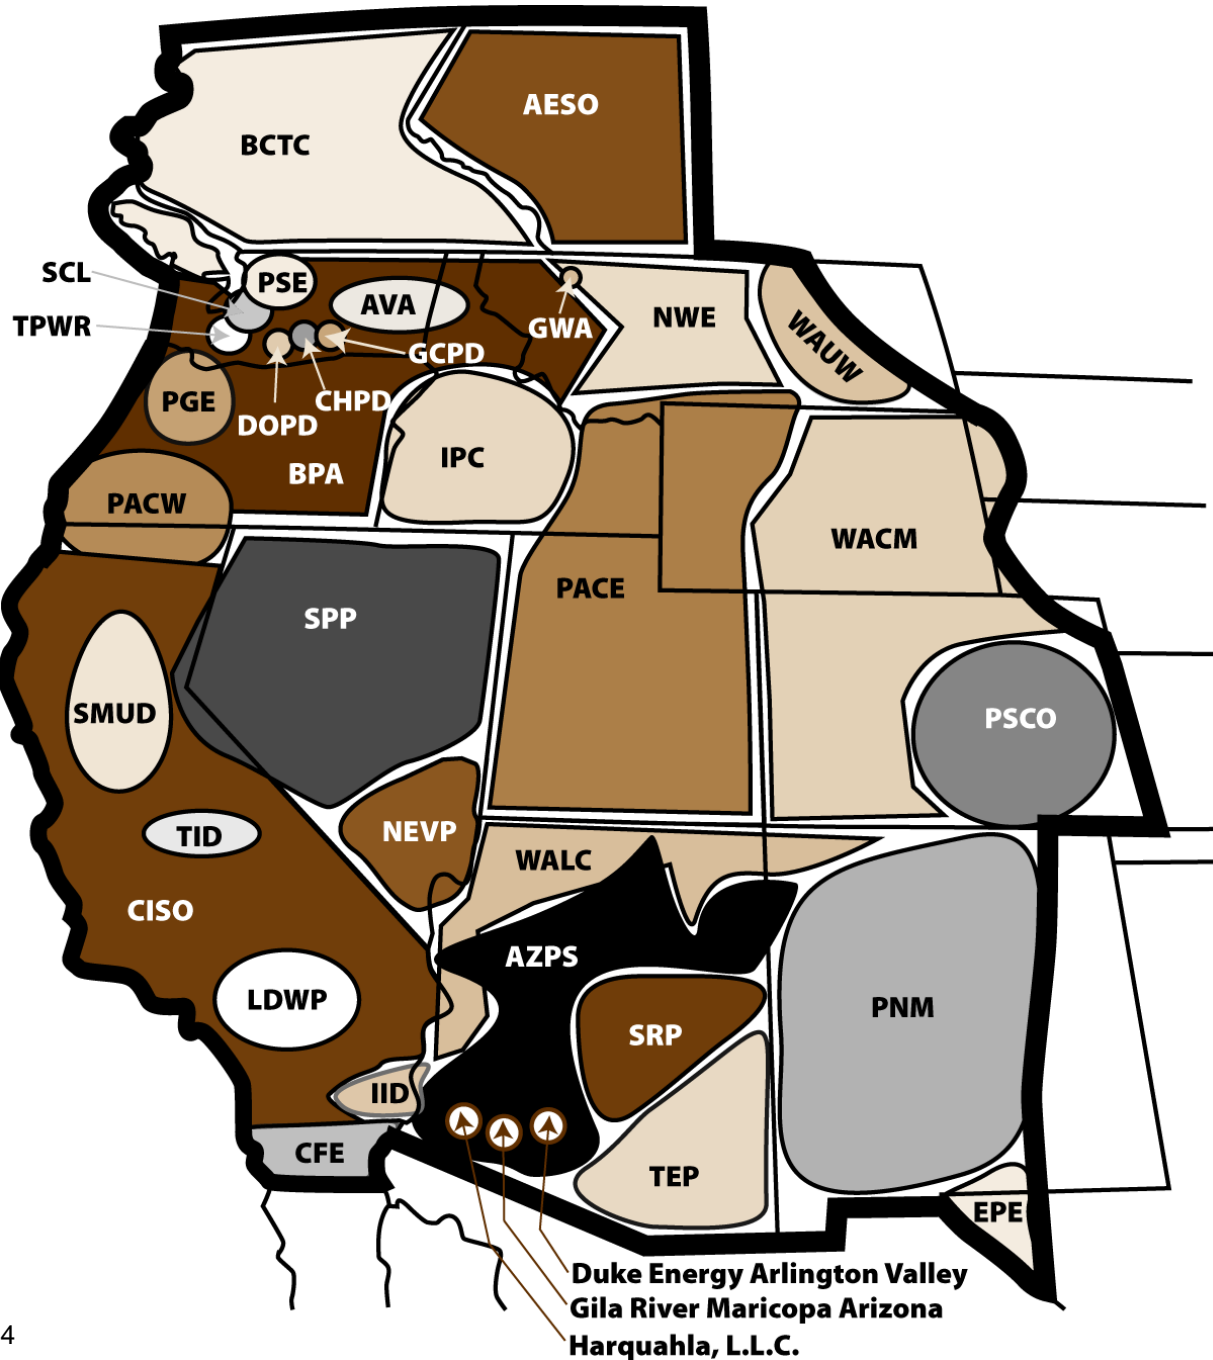 AESO
BCTC
SCL
PSE
AVA
TPWR
GWA
NWE
WAUW
GCPD
PGE
CHPD
DOPD
BPA
IPC
PACW
WACM
PACE
SPP
SMUD
PSCO
TID
NEVP
WALC
CISO
AZPS
LDWP
PNM
SRP
IID
CFE
TEP
EPE
Duke Energy Arlington Valley
Gila River Maricopa Arizona
Harquahla, L.L.C.
4